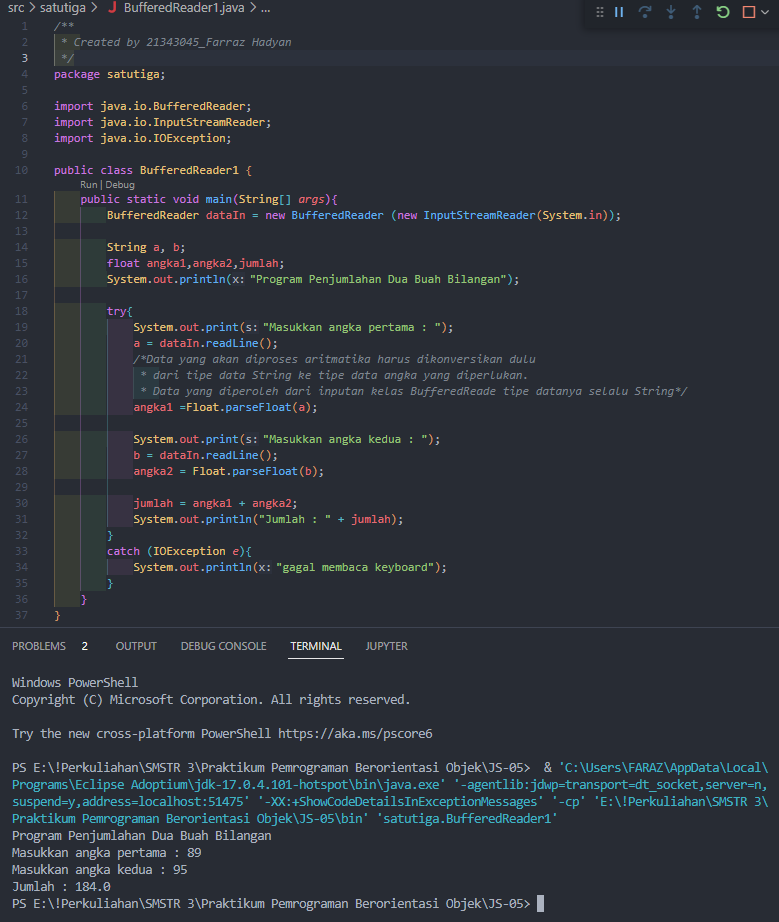 src > satutiga > J BufferedReader1.java > ...
1 /**
2  * Created by 21343045_Farraz Hadyan
3  */
4 package satutiga;
5
6 import java.io.BufferedReader;
7 import java.io.InputStreamReader;
8 import java.io.IOException;
9
10 public class BufferedReader1 {
Run | Debug
11     public static void main(String[] args){
12         BufferedReader dataIn = new BufferedReader (new InputStreamReader(System.in));
13
14         String a, b;
15         float angka1,angka2,jumlah;
16         System.out.println(x: "Program Penjumlahan Dua Buah Bilangan");
17
18         try{
19             System.out.print(s: "Masukkan angka pertama : ");
20             a = dataIn.readLine();
21             /*Data yang akan diproses aritmatika harus dikonversikan dulu
22              * dari tipe data String ke tipe data angka yang diperlukan.
23              * Data yang diperoleh dari inputan kelas BufferedReade tipe datanya selalu String*/
24             angka1 =Float.parseFloat(a);
25
26             System.out.print(s: "Masukkan angka kedua : ");
27             b = dataIn.readLine();
28             angka2 = Float.parseFloat(b);
29
30             jumlah = angka1 + angka2;
31             System.out.println("Jumlah : " + jumlah);
32         }
33         catch (IOException e){
34             System.out.println(x: "gagal membaca keyboard");
35         }
36     }
37 }
PROBLEMS 2 OUTPUT DEBUG CONSOLE TERMINAL JUPYTER
Windows PowerShell
Copyright (C) Microsoft Corporation. All rights reserved.
Try the new cross-platform PowerShell https://aka.ms/pscore6
PS E:\!Perkuliahan\SMSTR 3\Praktikum Pemrograman Berorientasi Objek\JS-05>  & 'C:\Users\FARAZ\AppData\Local\
Programs\Eclipse Adoptium\jdk-17.0.4.101-hotspot\bin\java.exe' '-agentlib:jdwp=transport=dt_socket,server=n,
suspend=y,address=localhost:51475' '-XX:+ShowCodeDetailsInExceptionMessages' '-cp' 'E:\!Perkuliahan\SMSTR 3\
Praktikum Pemrograman Berorientasi Objek\JS-05\bin' 'satutiga.BufferedReader1'
Program Penjumlahan Dua Buah Bilangan
Masukkan angka pertama : 89
Masukkan angka kedua : 95
Jumlah : 184.0
PS E:\!Perkuliahan\SMSTR 3\Praktikum Pemrograman Berorientasi Objek\JS-05>